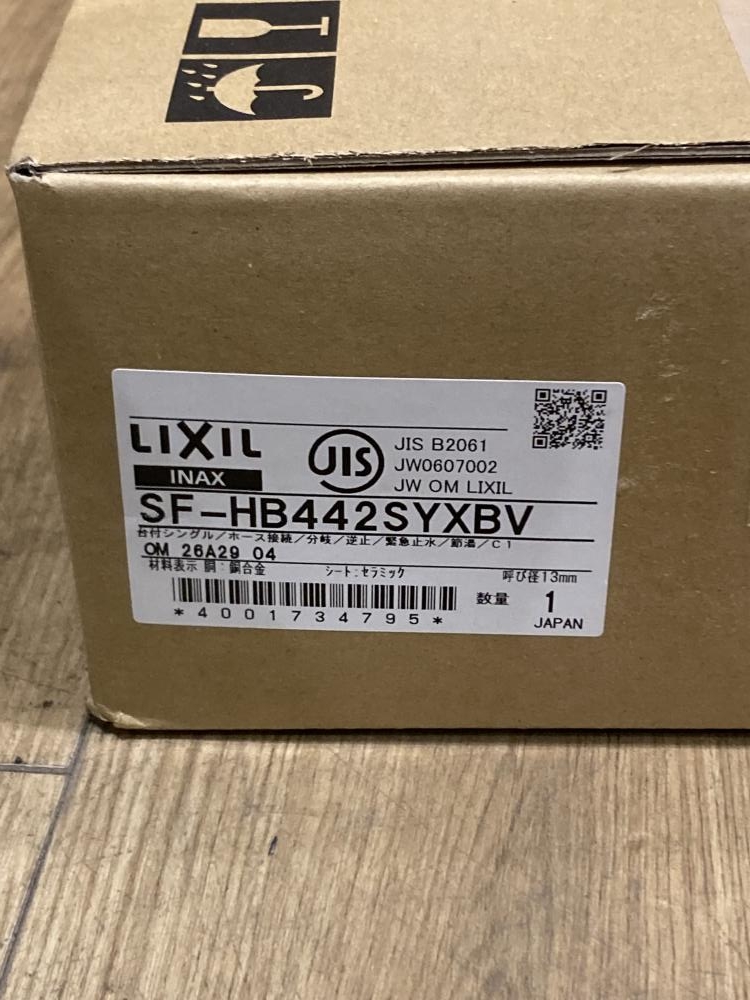 LIXIL
INAX
JIS
JIS B2061
JW0607002
JW OM LIXIL
SF-HB442SYXBV
台付シングル/ホース接続/分岐/逆止/緊急止水/節湯/C1
OM 26A29 04
材料表示 胴:銅合金 シート:セラミック 呼び径13mm
*4001734795*
数量 1
JAPAN